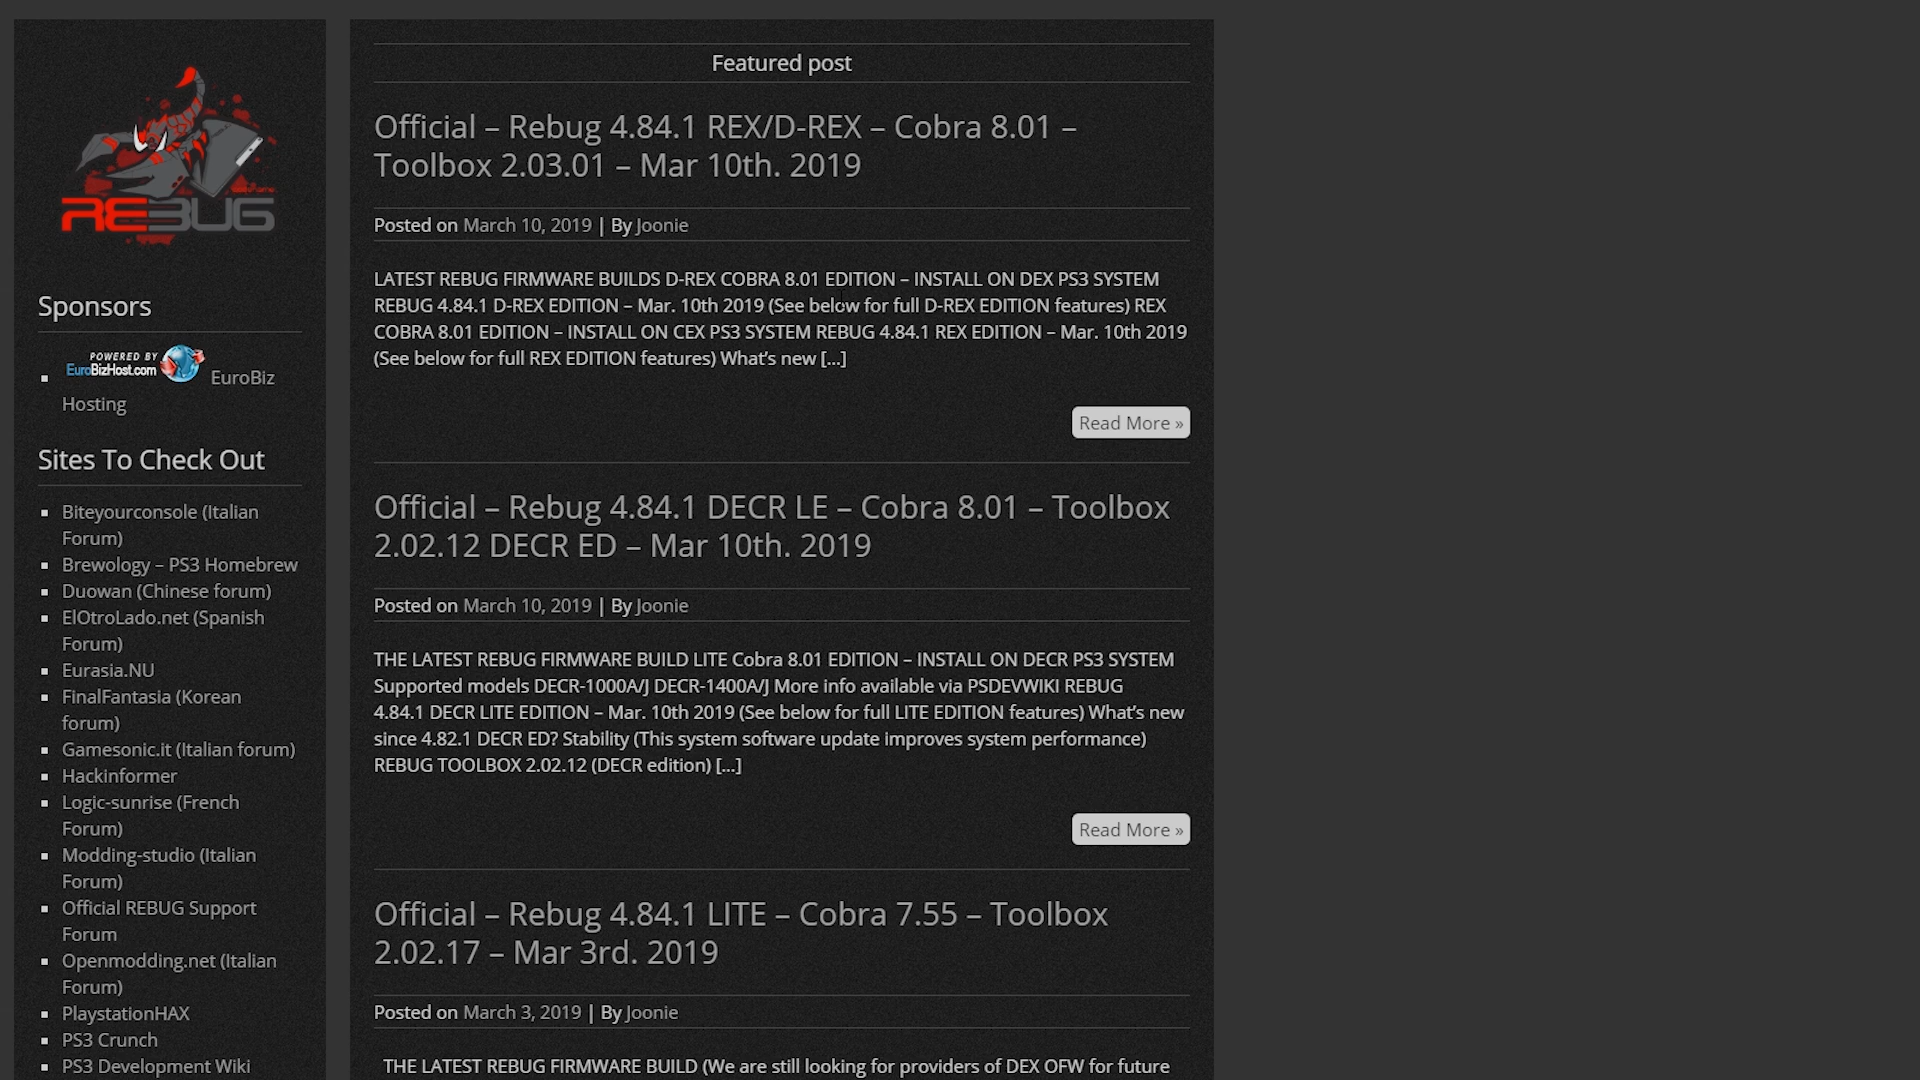 REBUG
Sponsors
POWERED BY
EuroBizHost.com
EuroBiz
Hosting
Sites To Check Out
Biteyourconsole (Italian
Forum)
Brewology – PS3 Homebrew
Duowan (Chinese forum)
ElOtroLado.net (Spanish
Forum)
Eurasia.NU
FinalFantasia (Korean
forum)
Gamesonic.it (Italian forum)
Hackinformer
Logic-sunrise (French
Forum)
Modding-studio (Italian
Forum)
Official REBUG Support
Forum
Openmodding.net (Italian
Forum)
PlaystationHAX
PS3 Crunch
PS3 Development Wiki
Featured post
Official – Rebug 4.84.1 REX/D-REX – Cobra 8.01 –
Toolbox 2.03.01 – Mar 10th. 2019
Posted on March 10, 2019 | By Joonie
LATEST REBUG FIRMWARE BUILDS D-REX COBRA 8.01 EDITION – INSTALL ON DEX PS3 SYSTEM
REBUG 4.84.1 D-REX EDITION – Mar. 10th 2019 (See below for full D-REX EDITION features) REX
COBRA 8.01 EDITION – INSTALL ON CEX PS3 SYSTEM REBUG 4.84.1 REX EDITION – Mar. 10th 2019
(See below for full REX EDITION features) What’s new [...]
Read More »
Official – Rebug 4.84.1 DECR LE – Cobra 8.01 – Toolbox
2.02.12 DECR ED – Mar 10th. 2019
Posted on March 10, 2019 | By Joonie
THE LATEST REBUG FIRMWARE BUILD LITE Cobra 8.01 EDITION – INSTALL ON DECR PS3 SYSTEM
Supported models DECR-1000A/J DECR-1400A/J More info available via PSDEVWIKI REBUG
4.84.1 DECR LITE EDITION – Mar. 10th 2019 (See below for full LITE EDITION features) What’s new
since 4.82.1 DECR ED? Stability (This system software update improves system performance)
REBUG TOOLBOX 2.02.12 (DECR edition) [...]
Read More »
Official – Rebug 4.84.1 LITE – Cobra 7.55 – Toolbox
2.02.17 – Mar 3rd. 2019
Posted on March 3, 2019 | By Joonie
THE LATEST REBUG FIRMWARE BUILD (We are still looking for providers of DEX OFW for future